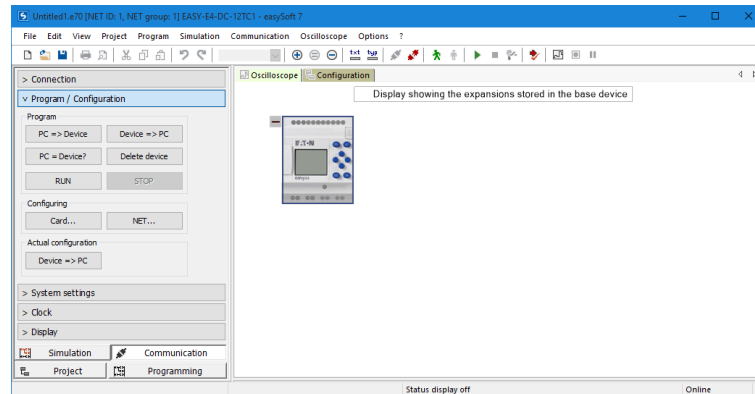 Untitled1.e70 [NET ID: 1, NET group: 1] EASY-E4-DC-12TC1 - easySoft 7
File Edit View Project Program Simulation Communication Oscilloscope Options ?
txt typ
> Connection
v Program / Configuration
Program
PC => Device Device => PC
PC = Device? Delete device
RUN STOP
Configuring
Card... NET...
Actual configuration
Device => PC
> System settings
> Clock
> Display
Simulation Communication
Project Programming
Oscilloscope Configuration
Display showing the expansions stored in the base device
E·T·N
Status display off Online